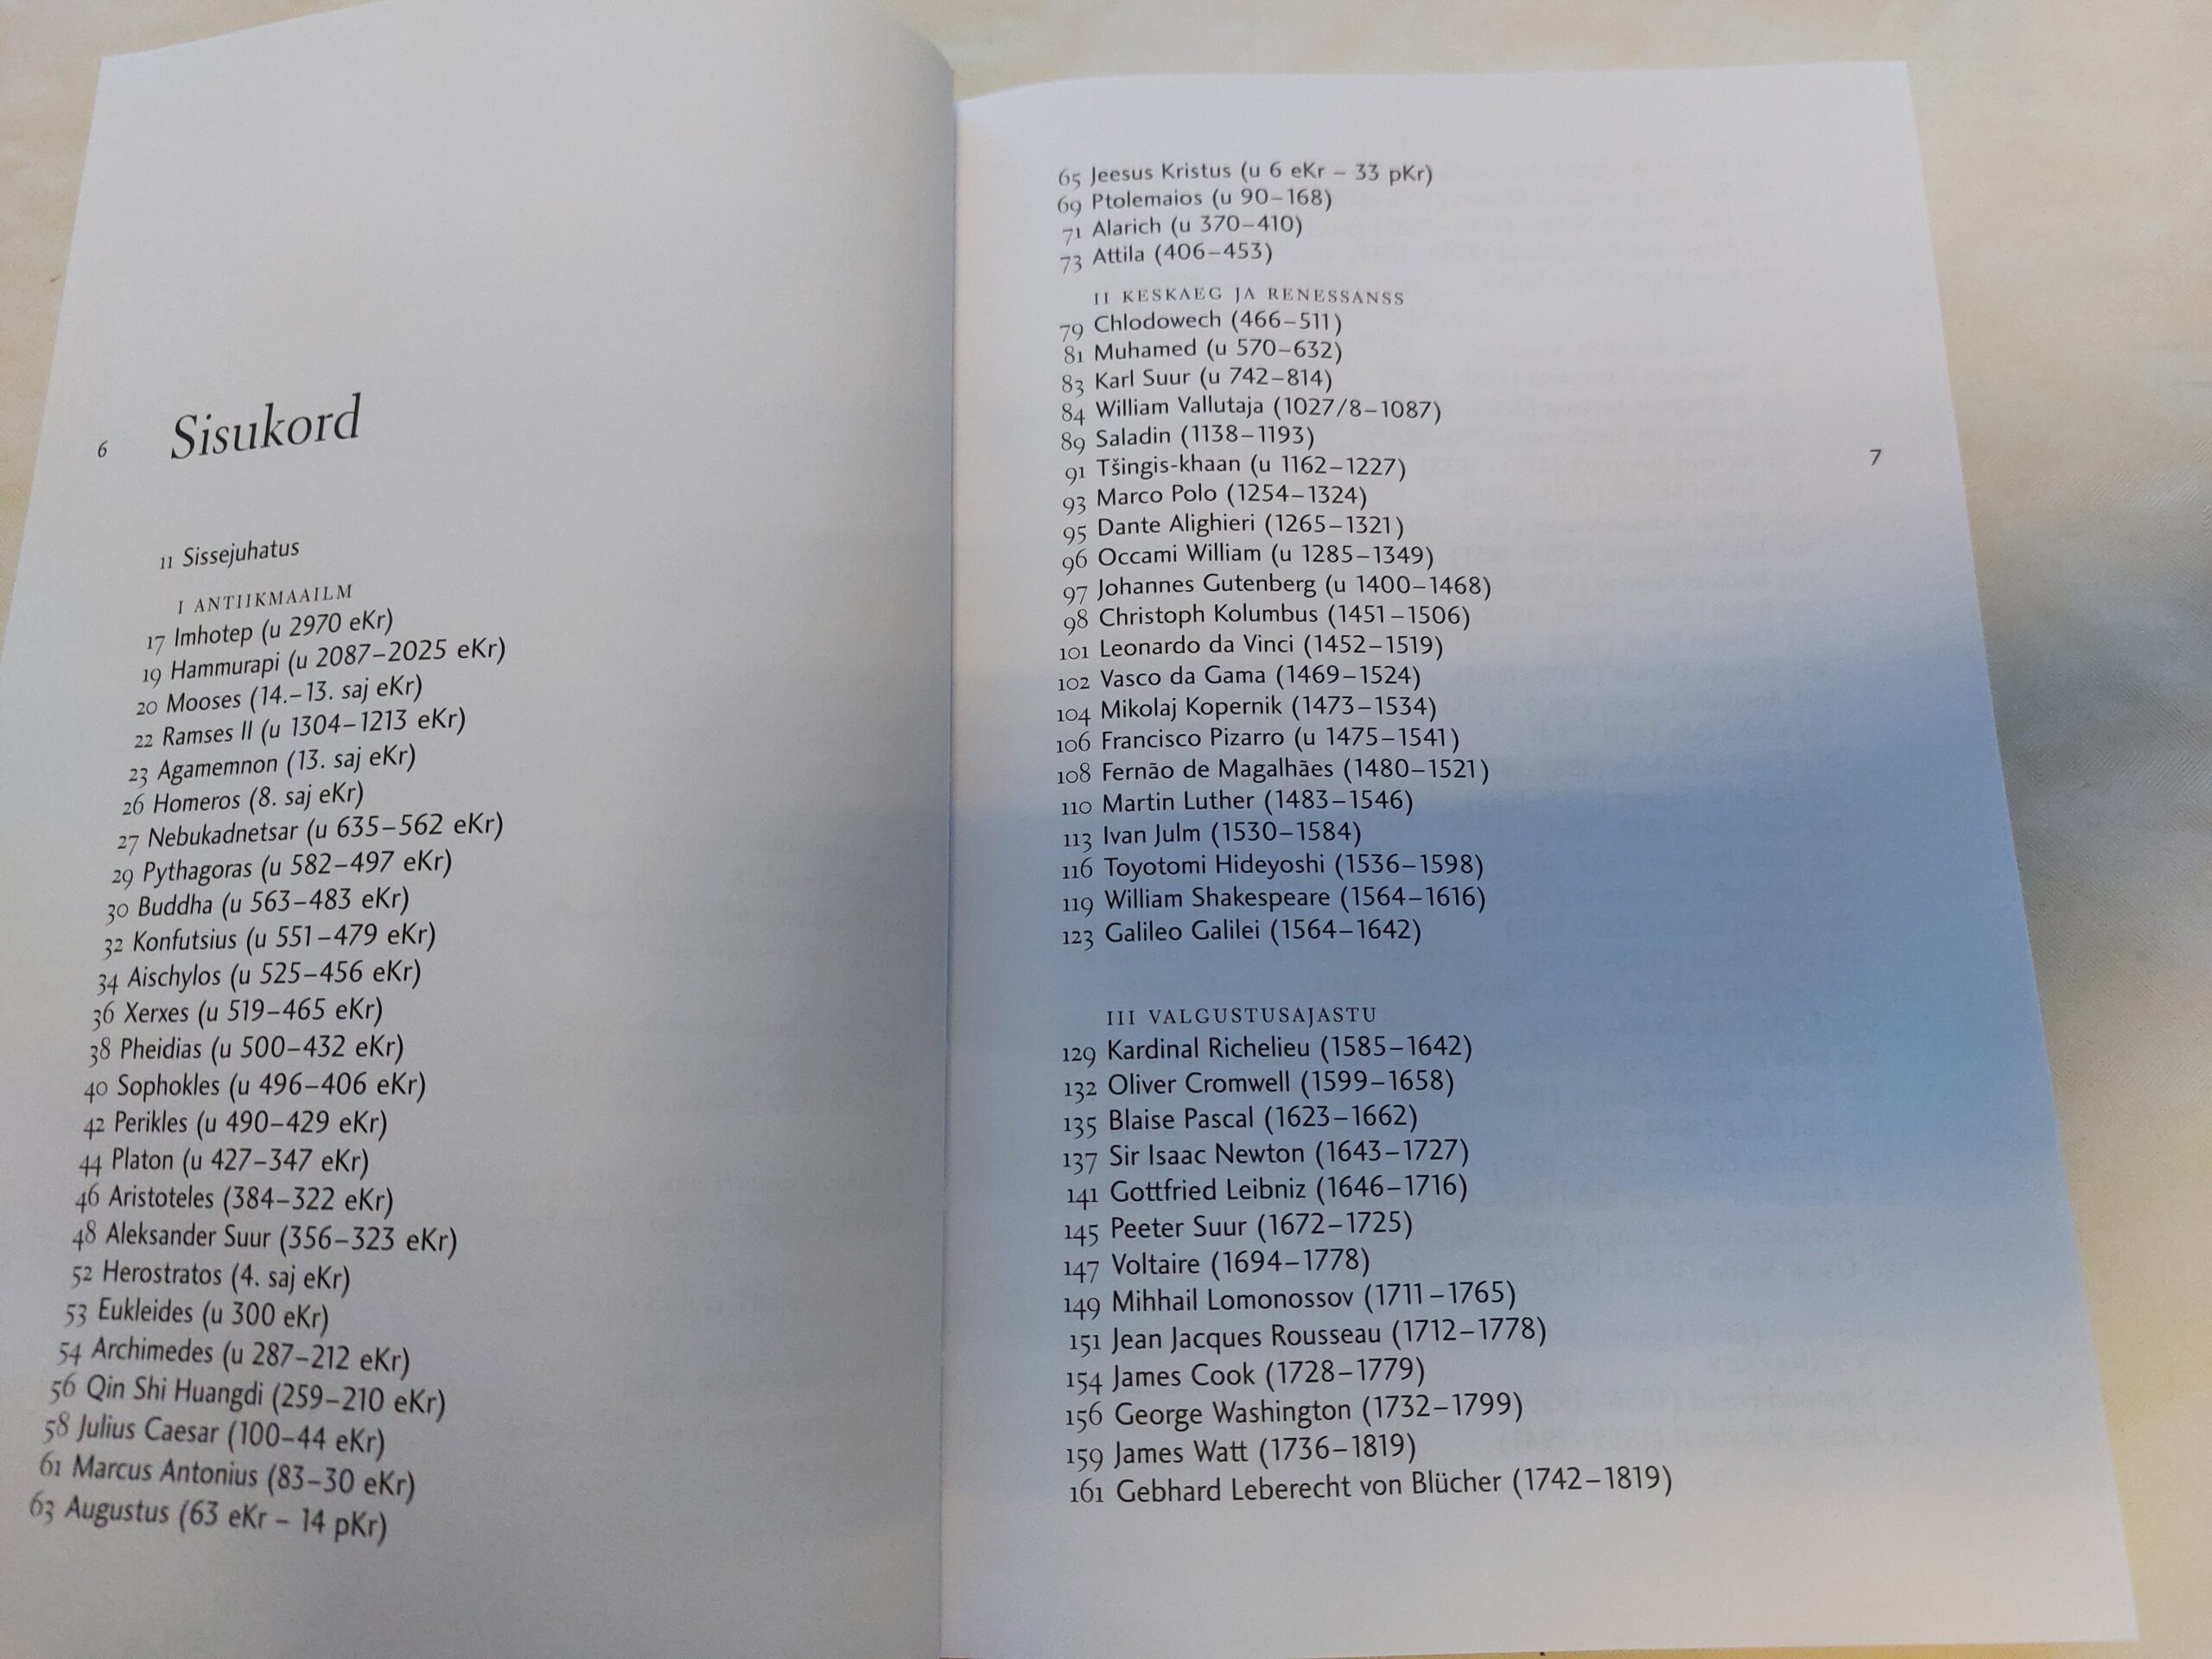 6
Sisukord
11 Sissejuhatus
I ANTIIKMAAILM
17 Imhotep (u 2970 eKr)
19 Hammurapi (u 2087–2025 eKr)
20 Mooses (14.–13. saj eKr)
22 Ramses II (u 1304–1213 eKr)
23 Agamemnon (13. saj eKr)
26 Homeros (8. saj eKr)
27 Nebukadnetsar (u 635–562 eKr)
29 Pythagoras (u 582–497 eKr)
30 Buddha (u 563–483 eKr)
32 Konfutsius (u 551–479 eKr)
34 Aischylos (u 525–456 eKr)
36 Xerxes (u 519–465 eKr)
38 Pheidias (u 500–432 eKr)
40 Sophokles (u 496–406 eKr)
42 Perikles (u 490–429 eKr)
44 Platon (u 427–347 eKr)
46 Aristoteles (384–322 eKr)
48 Aleksander Suur (356–323 eKr)
52 Herostratos (4. saj eKr)
53 Eukleides (u 300 eKr)
54 Archimedes (u 287–212 eKr)
56 Qin Shi Huangdi (259–210 eKr)
58 Julius Caesar (100–44 eKr)
61 Marcus Antonius (83–30 eKr)
63 Augustus (63 eKr – 14 pKr)
65 Jeesus Kristus (u 6 eKr – 33 pKr)
69 Ptolemaios (u 90–168)
71 Alarich (u 370–410)
73 Attila (406–453)
II KESKAEG JA RENESSANSS
79 Chlodowech (466–511)
81 Muhamed (u 570–632)
83 Karl Suur (u 742–814)
84 William Vallutaja (1027/8–1087)
89 Saladin (1138–1193)
91 Tšingis-khaan (u 1162–1227)
93 Marco Polo (1254–1324)
95 Dante Alighieri (1265–1321)
96 Occami William (u 1285–1349)
97 Johannes Gutenberg (u 1400–1468)
98 Christoph Kolumbus (1451–1506)
101 Leonardo da Vinci (1452–1519)
102 Vasco da Gama (1469–1524)
104 Mikolaj Kopernik (1473–1534)
106 Francisco Pizarro (u 1475–1541)
108 Fernão de Magalhães (1480–1521)
110 Martin Luther (1483–1546)
113 Ivan Julm (1530–1584)
116 Toyotomi Hideyoshi (1536–1598)
119 William Shakespeare (1564–1616)
123 Galileo Galilei (1564–1642)
III VALGUSTUSAJASTU
129 Kardinal Richelieu (1585–1642)
132 Oliver Cromwell (1599–1658)
135 Blaise Pascal (1623–1662)
137 Sir Isaac Newton (1643–1727)
141 Gottfried Leibniz (1646–1716)
145 Peeter Suur (1672–1725)
147 Voltaire (1694–1778)
149 Mihhail Lomonossov (1711–1765)
151 Jean Jacques Rousseau (1712–1778)
154 James Cook (1728–1779)
156 George Washington (1732–1799)
159 James Watt (1736–1819)
161 Gebhard Leberecht von Blücher (1742–1819)
7